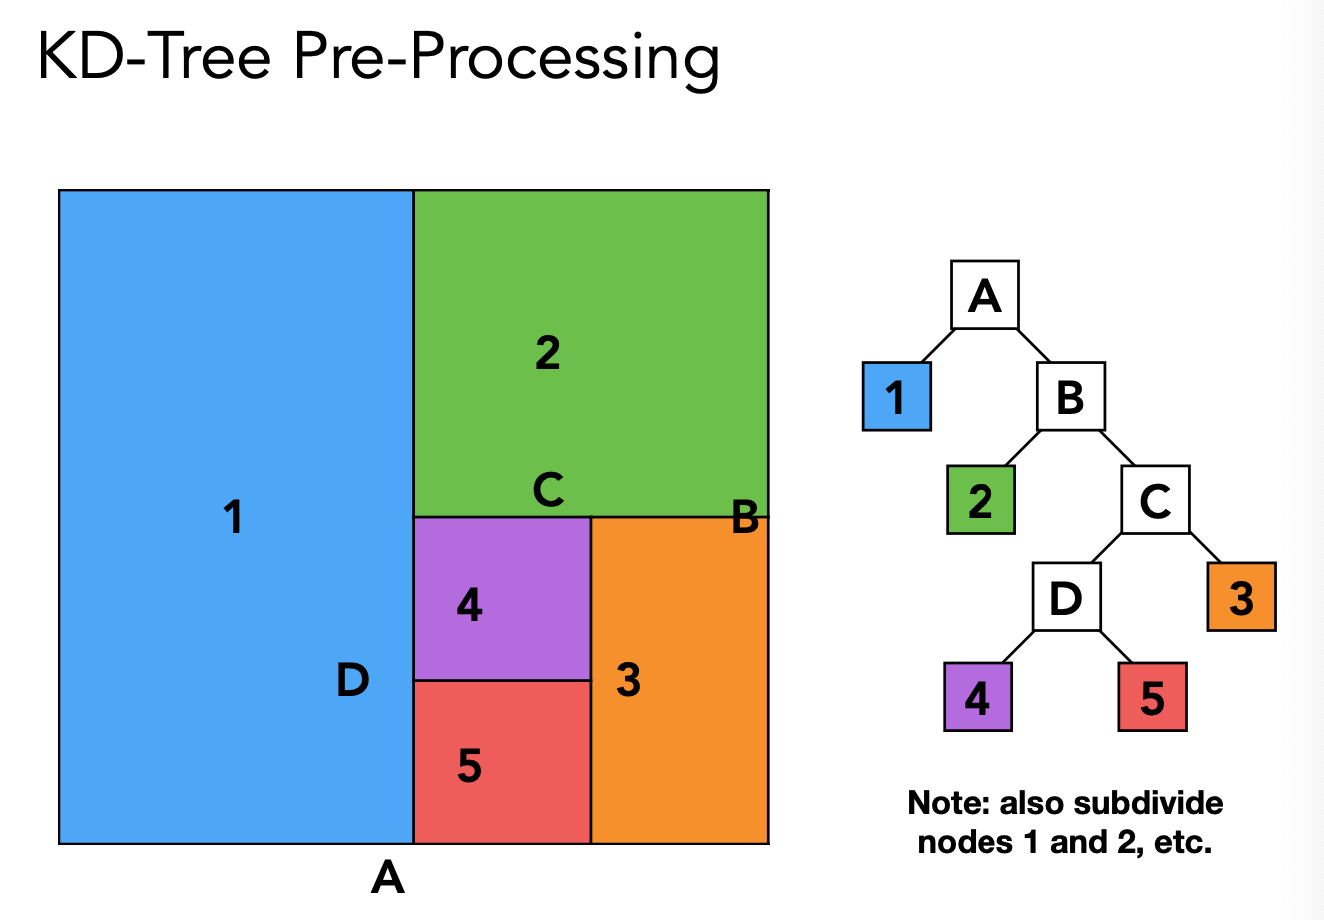 KD-Tree Pre-Processing
2
C
1
B
4
D
3
5
A
A
1
B
2
C
D
3
4
5
Note: also subdivide
nodes 1 and 2, etc.